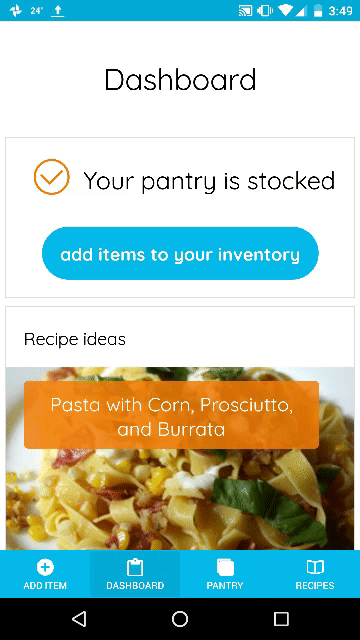 24°
3:49
Dashboard
Your pantry is stocked
add items to your inventory
Recipe ideas
Pasta with Corn, Prosciutto,
and Burrata
ADD ITEM
DASHBOARD
PANTRY
RECIPES